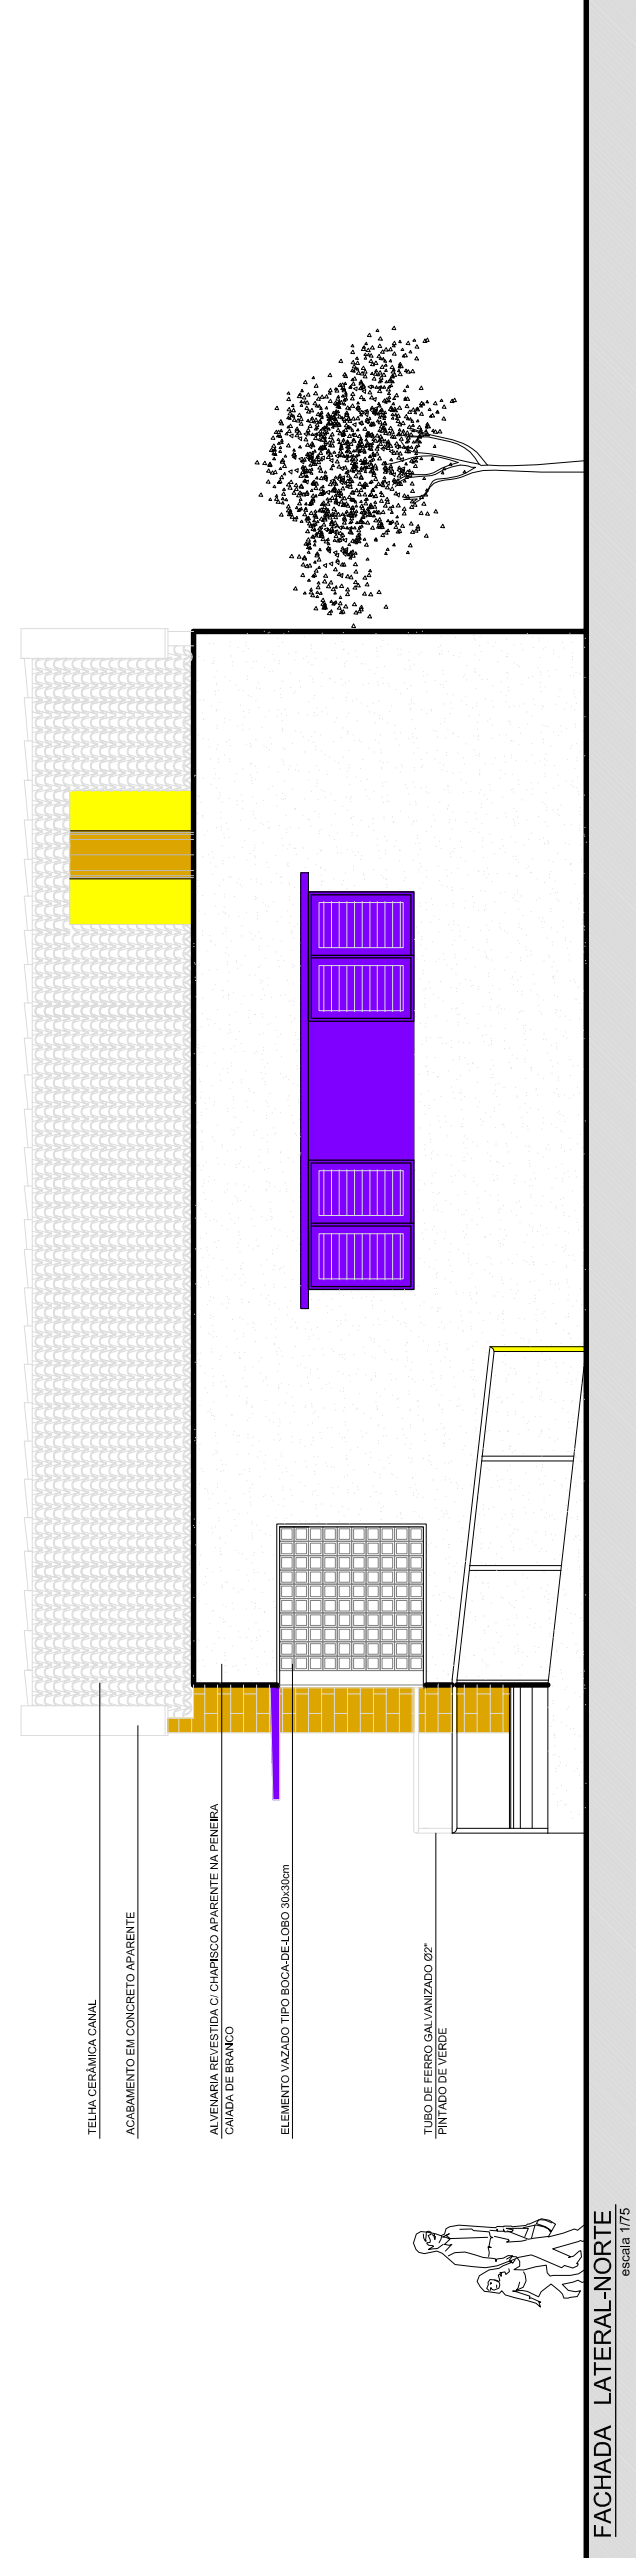 TELHA CERÂMICA CANAL
ACABAMENTO EM CONCRETO APARENTE
ALVENARIA REVESTIDA C/ CHAPISCO APARENTE NA PENEIRA
CAIADA DE BRANCO
ELEMENTO VAZADO TIPO BOCA-DE-LOBO 30x30cm
TUBO DE FERRO GALVANIZADO Ø2"
PINTADO DE VERDE
FACHADA LATERAL-NORTE
escala 1/75